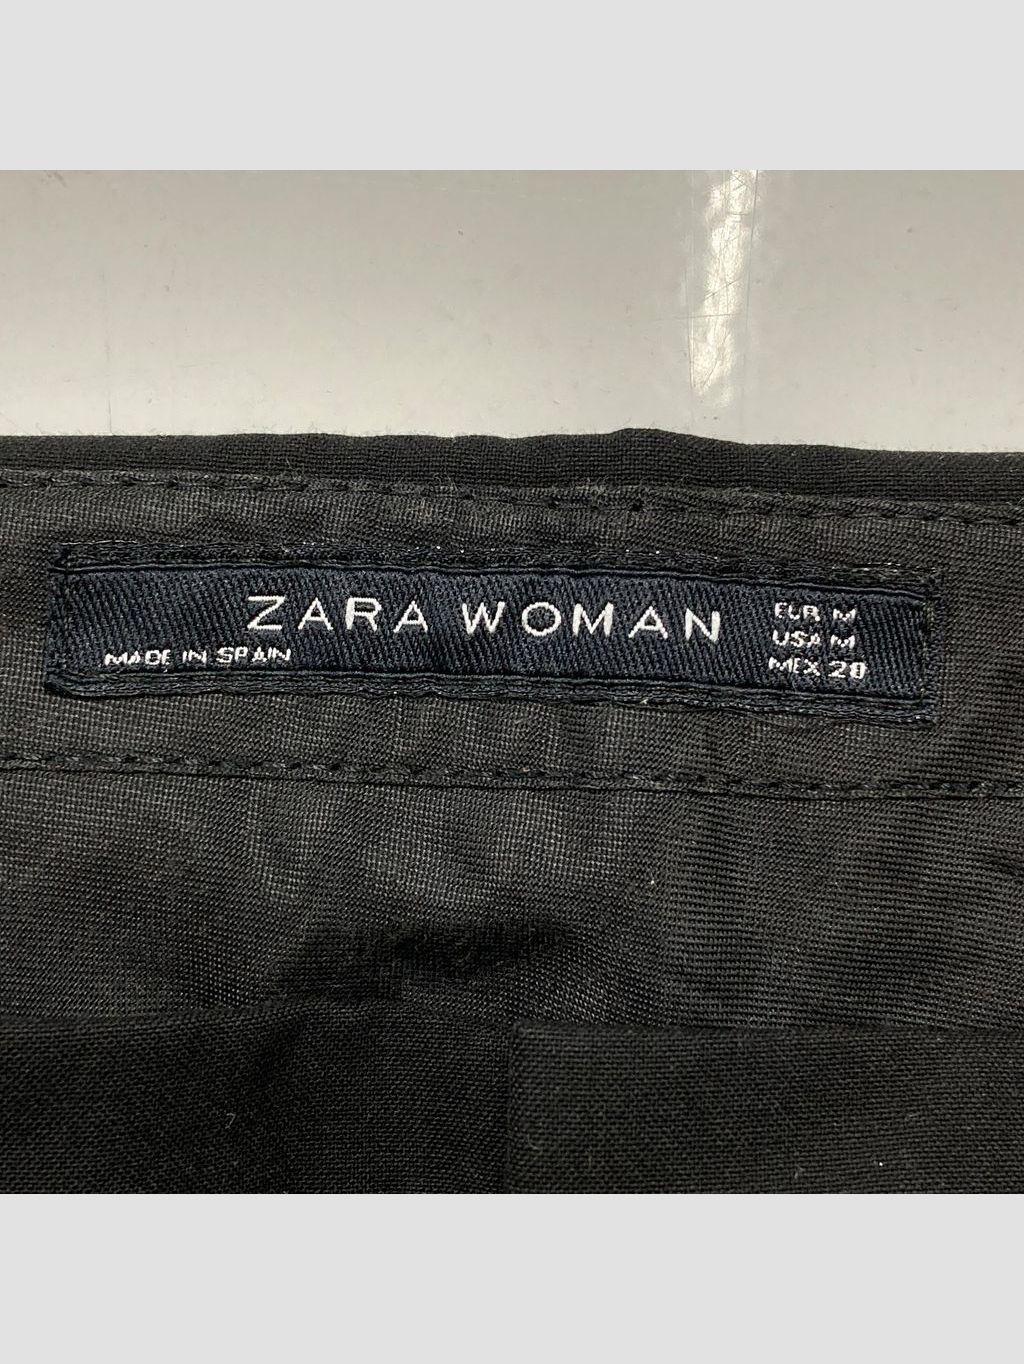 ZARA WOMAN
MADE IN SPAIN
EUR M
USA M
MEX 28